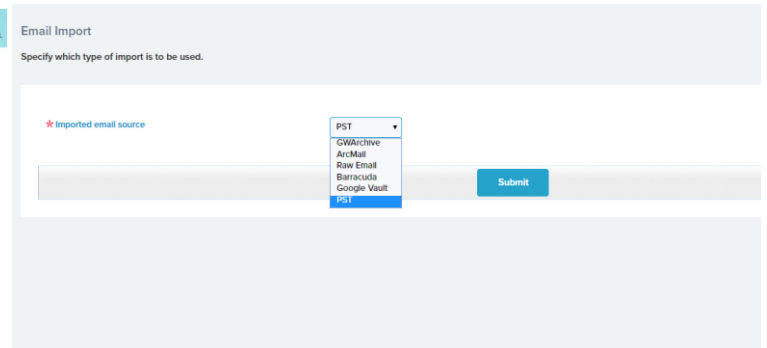 Email Import
Specify which type of import is to be used.
* Imported email source
PST
GWArchive
ArcMail
Raw Email
Barracuda
Google Vault
PST
Submit